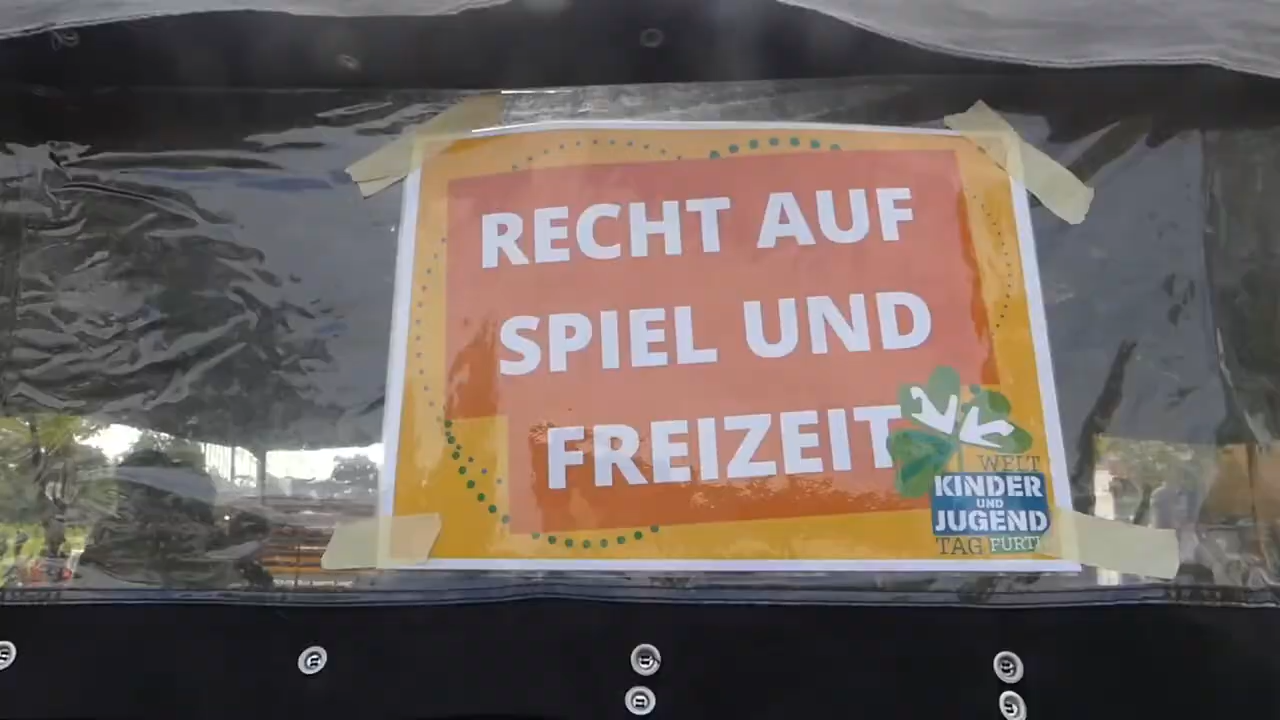 RECHT AUF
SPIEL UND
FREIZEIT
WELT
KINDER
UND
JUGEND
TAG FÜRTH